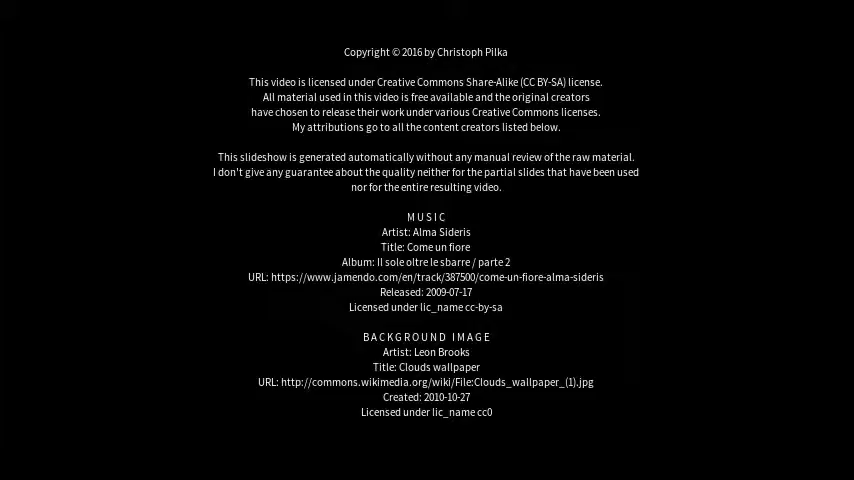 Copyright © 2016 by Christoph Pilka
This video is licensed under Creative Commons Share-Alike (CC BY-SA) license.
All material used in this video is free available and the original creators
have chosen to release their work under various Creative Commons licenses.
My attributions go to all the content creators listed below.
This slideshow is generated automatically without any manual review of the raw material.
I don't give any guarantee about the quality neither for the partial slides that have been used
nor for the entire resulting video.
M U S I C
Artist: Alma Sideris
Title: Come un fiore
Album: Il sole oltre le sbarre / parte 2
URL: https://www.jamendo.com/en/track/387500/come-un-fiore-alma-sideris
Released: 2009-07-17
Licensed under lic_name cc-by-sa
B A C K G R O U N D   I M A G E
Artist: Leon Brooks
Title: Clouds wallpaper
URL: http://commons.wikimedia.org/wiki/File:Clouds_wallpaper_(1).jpg
Created: 2010-10-27
Licensed under lic_name cc0